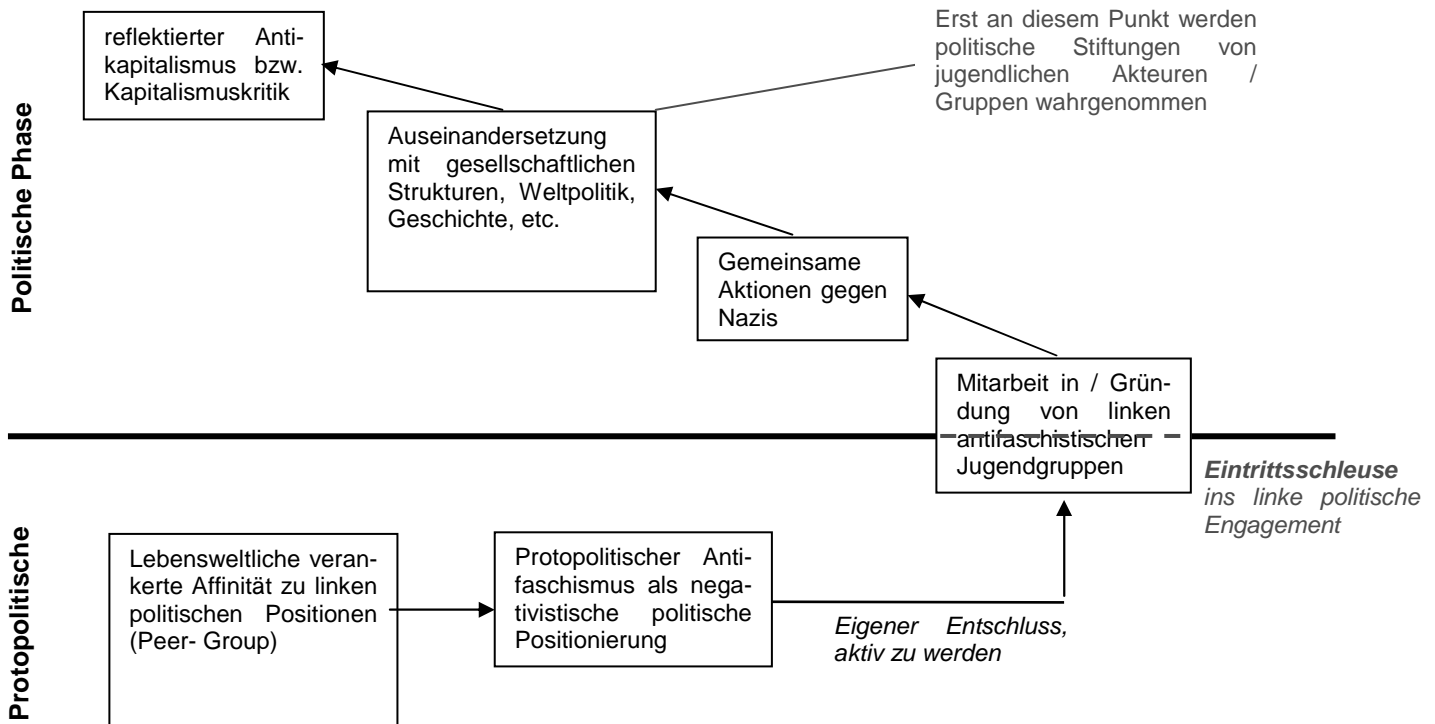 Politische Phase
reflektierter Anti-
kapitalismus bzw.
Kapitalismuskritik
Erst an diesem Punkt werden
politische Stiftungen von
jugendlichen Akteuren /
Gruppen wahrgenommen
Auseinandersetzung
mit gesellschaftlichen
Strukturen, Weltpolitik,
Geschichte, etc.
Gemeinsame
Aktionen gegen
Nazis
Mitarbeit in / Grün-
dung von linken
antifaschistischen
Jugendgruppen
Eintrittsschleuse
ins linke politische
Engagement
Protopolitische
Lebensweltliche veran-
kerte Affinität zu linken
politischen Positionen
(Peer- Group)
Protopolitischer Anti-
faschismus als nega-
tivistische politische
Positionierung
Eigener Entschluss,
aktiv zu werden